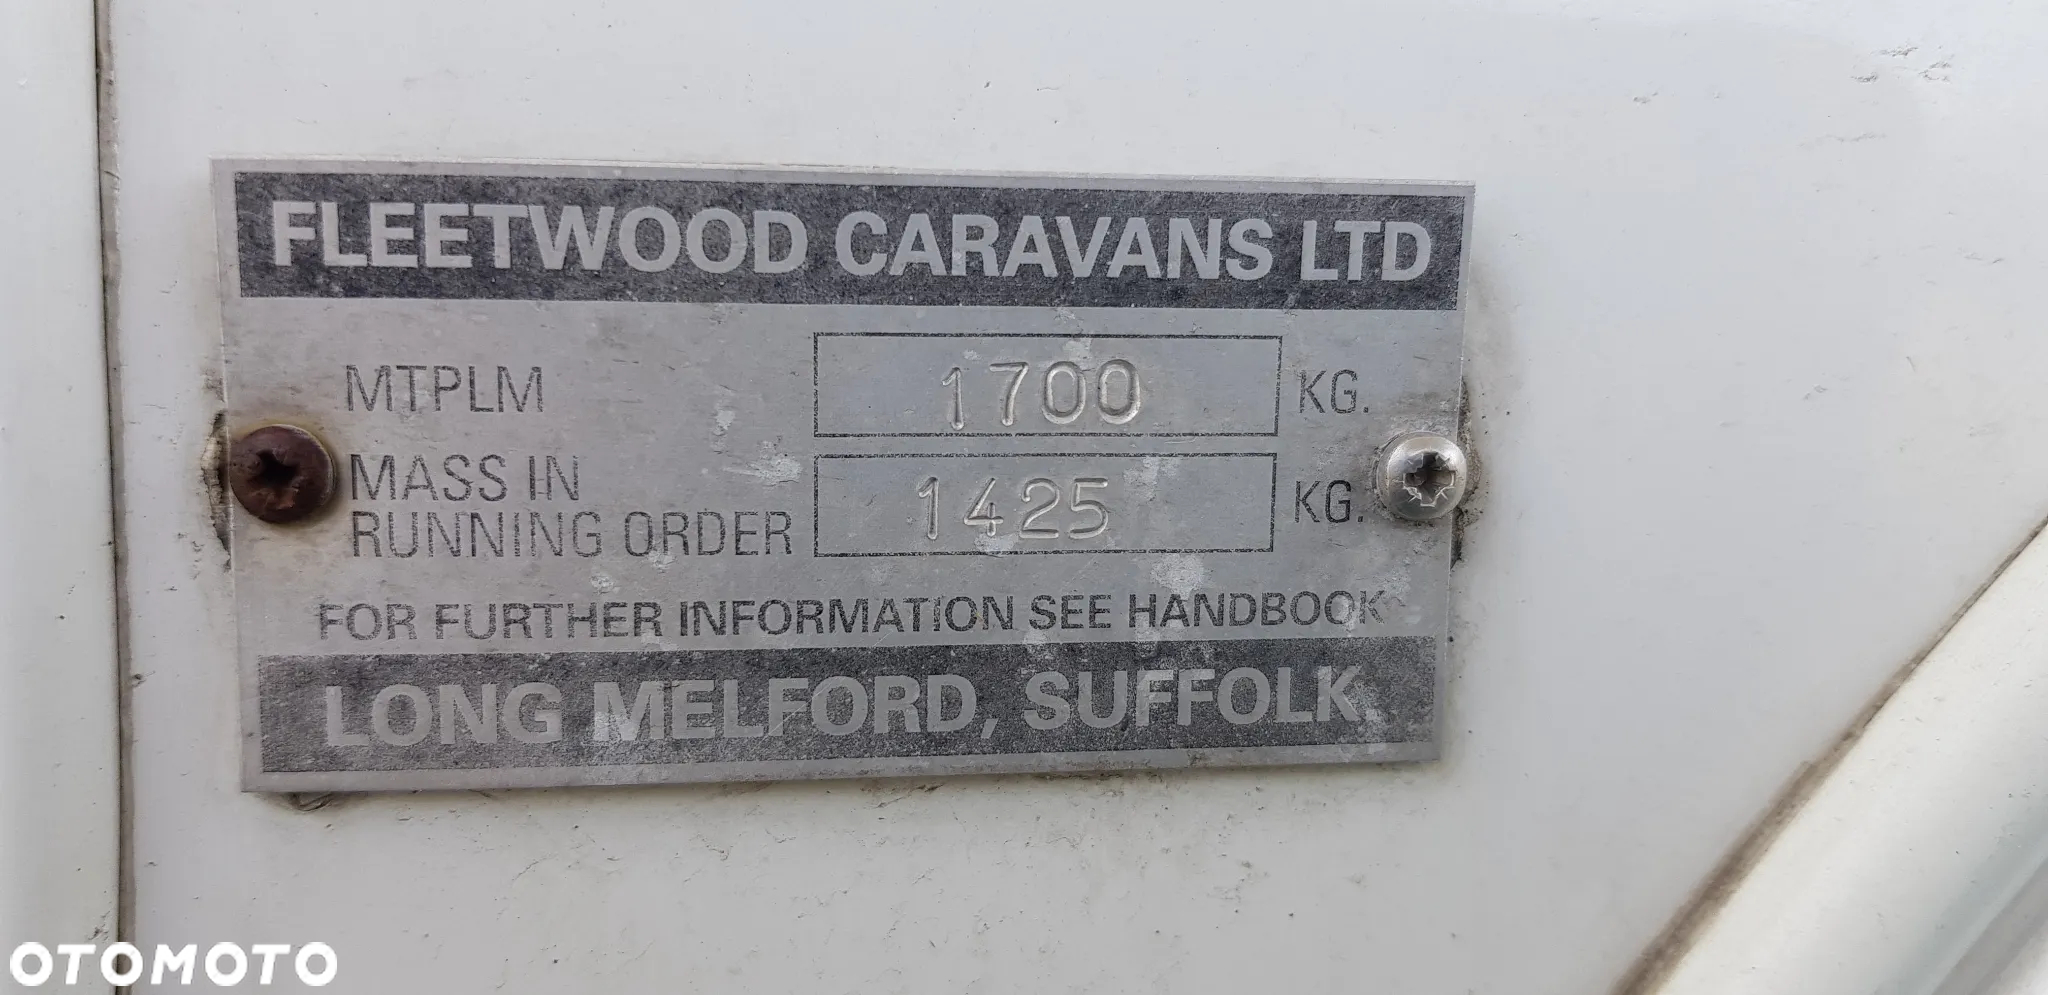 FLEETWOOD CARAVANS LTD
MTPLM 1700 KG.
MASS IN
RUNNING ORDER 1425 KG.
FOR FURTHER INFORMATION SEE HANDBOOK
LONG MELFORD, SUFFOLK.
OTOMOTO